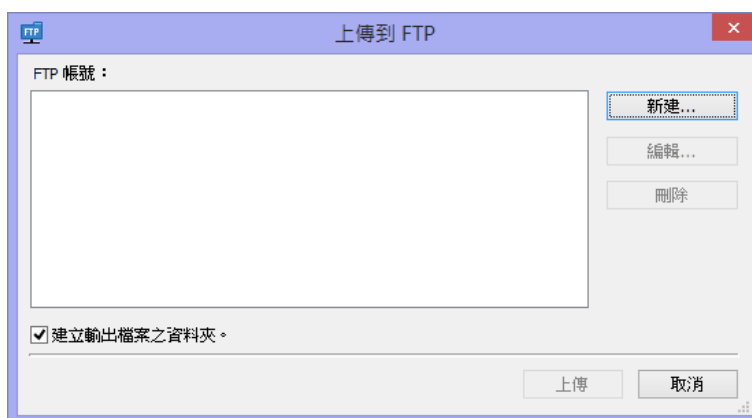 FTP
上傳到 FTP
FTP 帳號：
新建...
編輯...
刪除
建立輸出檔案之資料夾。
上傳
取消